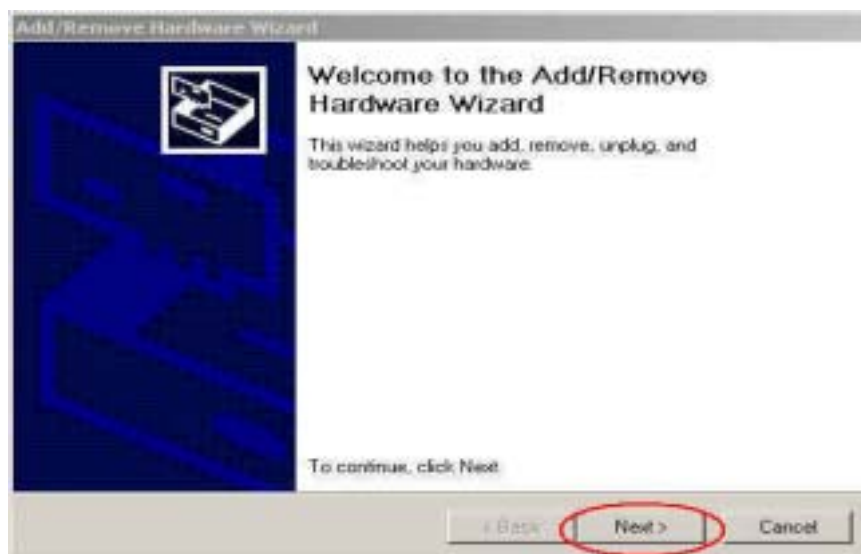 Add/Remove Hardware Wizard
Welcome to the Add/Remove
Hardware Wizard
This wizard helps you add, remove, unplug, and
troubleshoot your hardware.
To continue, click Next.
< Back
Next >
Cancel